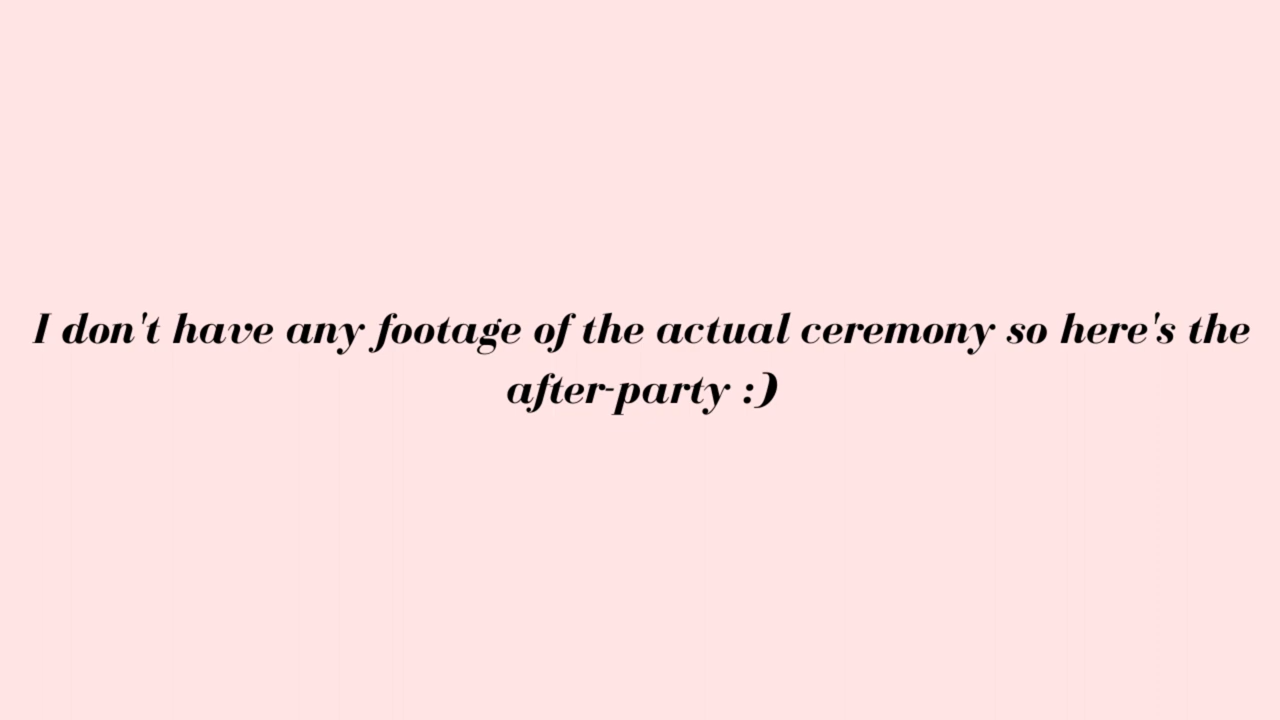 I don't have any footage of the actual ceremony so here's the
after-party :)